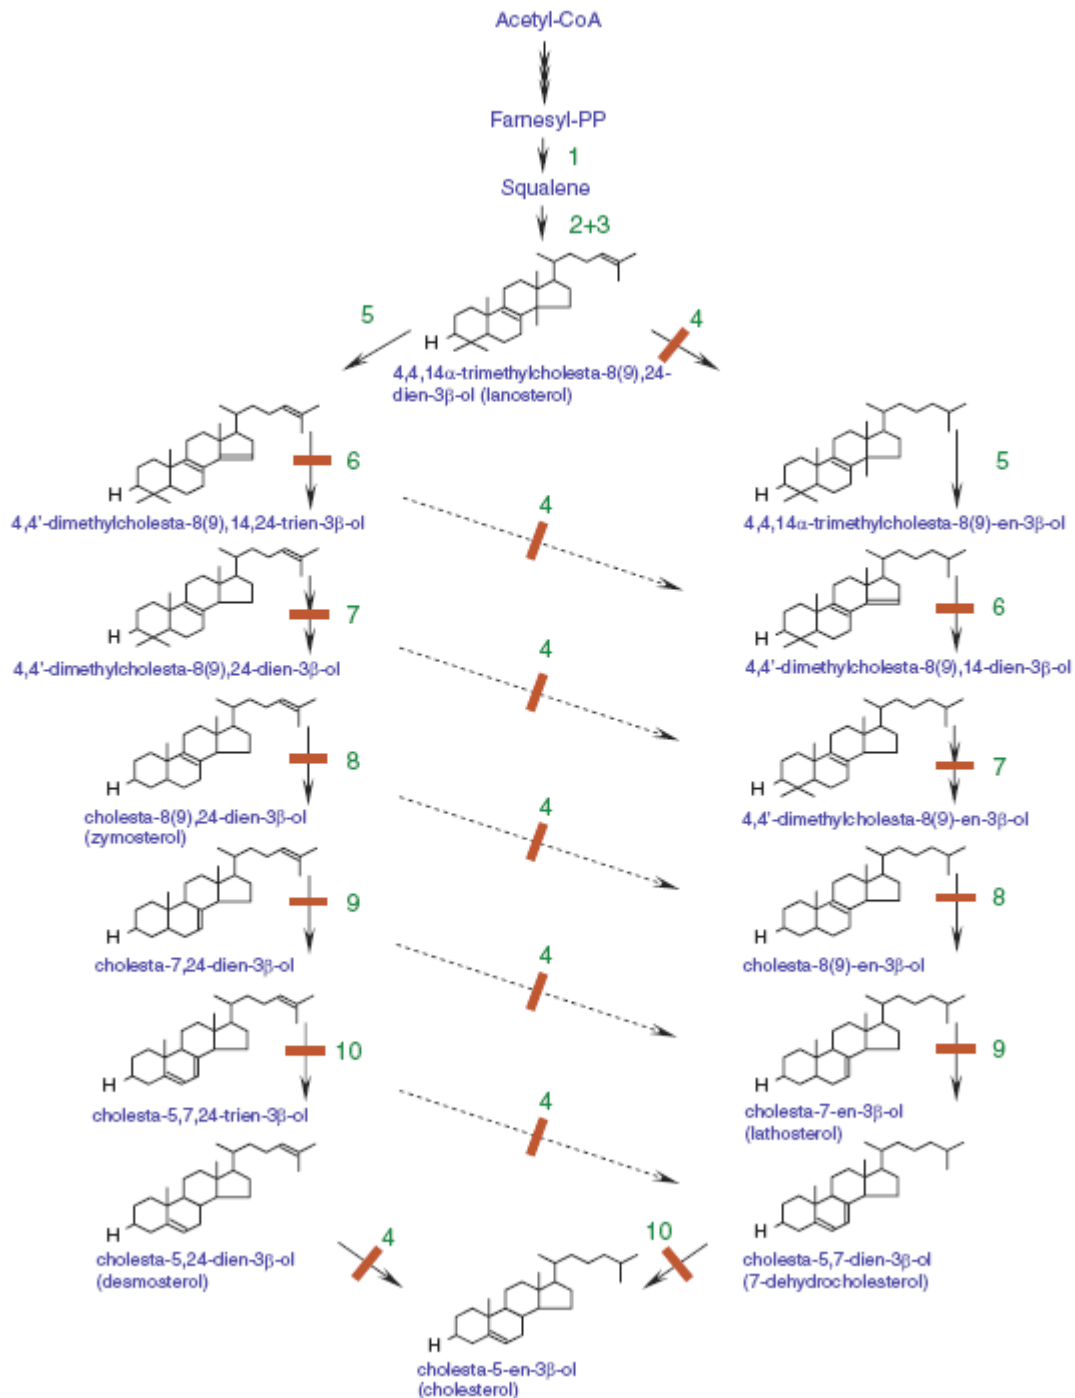 Acetyl-CoA
Farnesyl-PP
1
Squalene
2+3
5
4
H
4,4,14α-trimethylcholesta-8(9),24-
dien-3β-ol (lanosterol)
6
5
H
H
4,4'-dimethylcholesta-8(9),14,24-trien-3β-ol
4
4,4,14α-trimethylcholesta-8(9)-en-3β-ol
7
6
H
H
4,4'-dimethylcholesta-8(9),24-dien-3β-ol
4
4,4'-dimethylcholesta-8(9),14-dien-3β-ol
8
7
H
H
cholesta-8(9),24-dien-3β-ol
(zymosterol)
4
4,4'-dimethylcholesta-8(9)-en-3β-ol
9
8
H
H
cholesta-7,24-dien-3β-ol
4
cholesta-8(9)-en-3β-ol
10
9
H
H
cholesta-5,7,24-trien-3β-ol
4
cholesta-7-en-3β-ol
(lathosterol)
H
H
4
10
cholesta-5,24-dien-3β-ol
(desmosterol)
cholesta-5,7-dien-3β-ol
(7-dehydrocholesterol)
H
cholesta-5-en-3β-ol
(cholesterol)